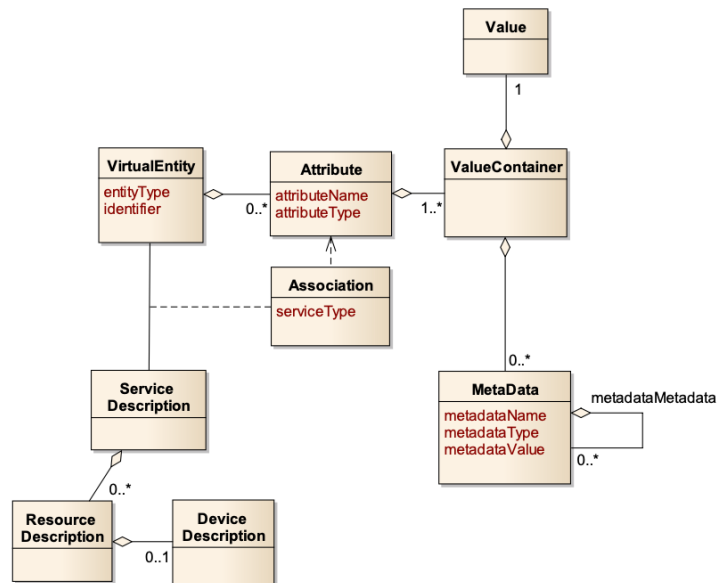 Value
1
VirtualEntity
entityType
identifier
0..*
Attribute
attributeName
attributeType
1..*
ValueContainer
Association
serviceType
0..*
MetaData
metadataName
metadataType
metadataValue
metadataMetadata
0..*
Service
Description
0..*
Resource
Description
0..1
Device
Description